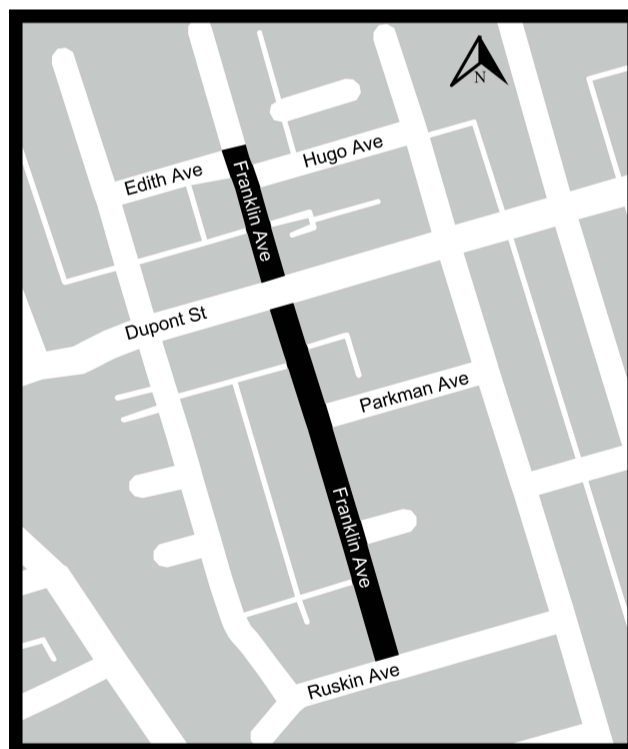 N
Edith Ave
Hugo Ave
Franklin Ave
Dupont St
Parkman Ave
Franklin Ave
Ruskin Ave